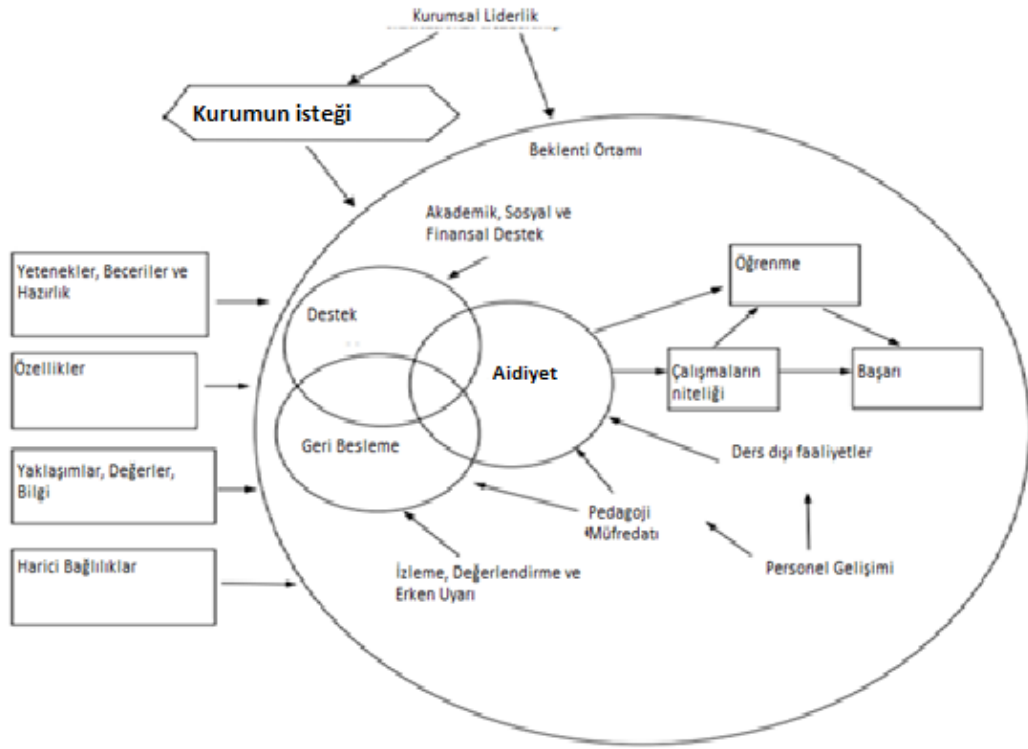 Kurumsal Liderlik
Kurumun isteği
Beklenti Örtamı
Akademik, Sosyal ve
Finansal Destek
Yetenekler, Beceriler ve
Hazırlık
Öğrenme
Destek
Özellikler
Aidiyet
Çalışmaların
niteliği
Başarı
Geri Besleme
Ders dışı faaliyetler
Yaklaşımlar, Değerler,
Bilgi
Pedagoji
Müfredatı
Harici Bağlılıklar
İzleme, Değerlendirme ve
Erken Uyarı
Personel Gelişimi